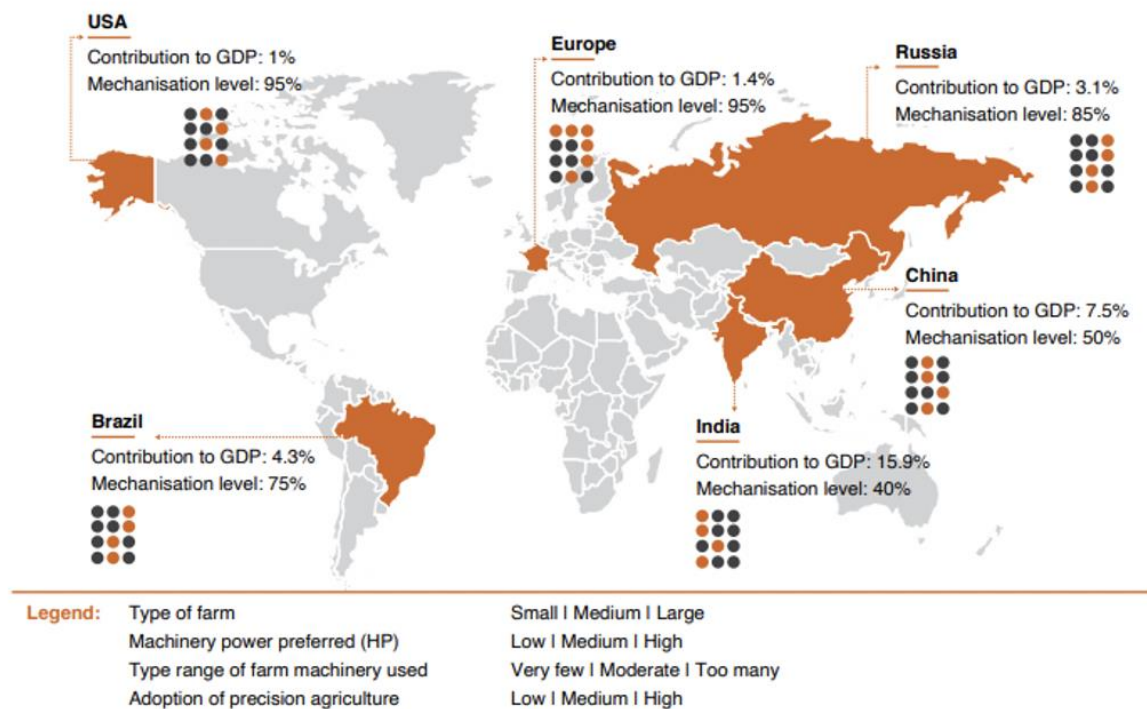 USA
Contribution to GDP: 1%
Mechanisation level: 95%
Europe
Contribution to GDP: 1.4%
Mechanisation level: 95%
Russia
Contribution to GDP: 3.1%
Mechanisation level: 85%
China
Contribution to GDP: 7.5%
Mechanisation level: 50%
Brazil
Contribution to GDP: 4.3%
Mechanisation level: 75%
India
Contribution to GDP: 15.9%
Mechanisation level: 40%
Legend: Type of farm Small I Medium I Large
Machinery power preferred (HP) Low I Medium I High
Type range of farm machinery used Very few I Moderate I Too many
Adoption of precision agriculture Low I Medium I High